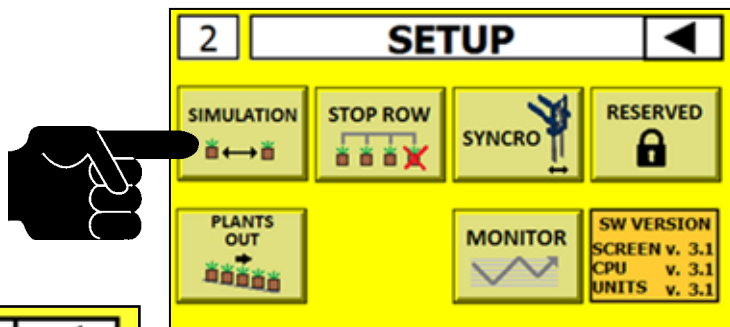 2
SETUP
SIMULATION
STOP ROW
SYNCRO
RESERVED
PLANTS
OUT
MONITOR
SW VERSION
SCREEN v. 3.1
CPU v. 3.1
UNITS v. 3.1